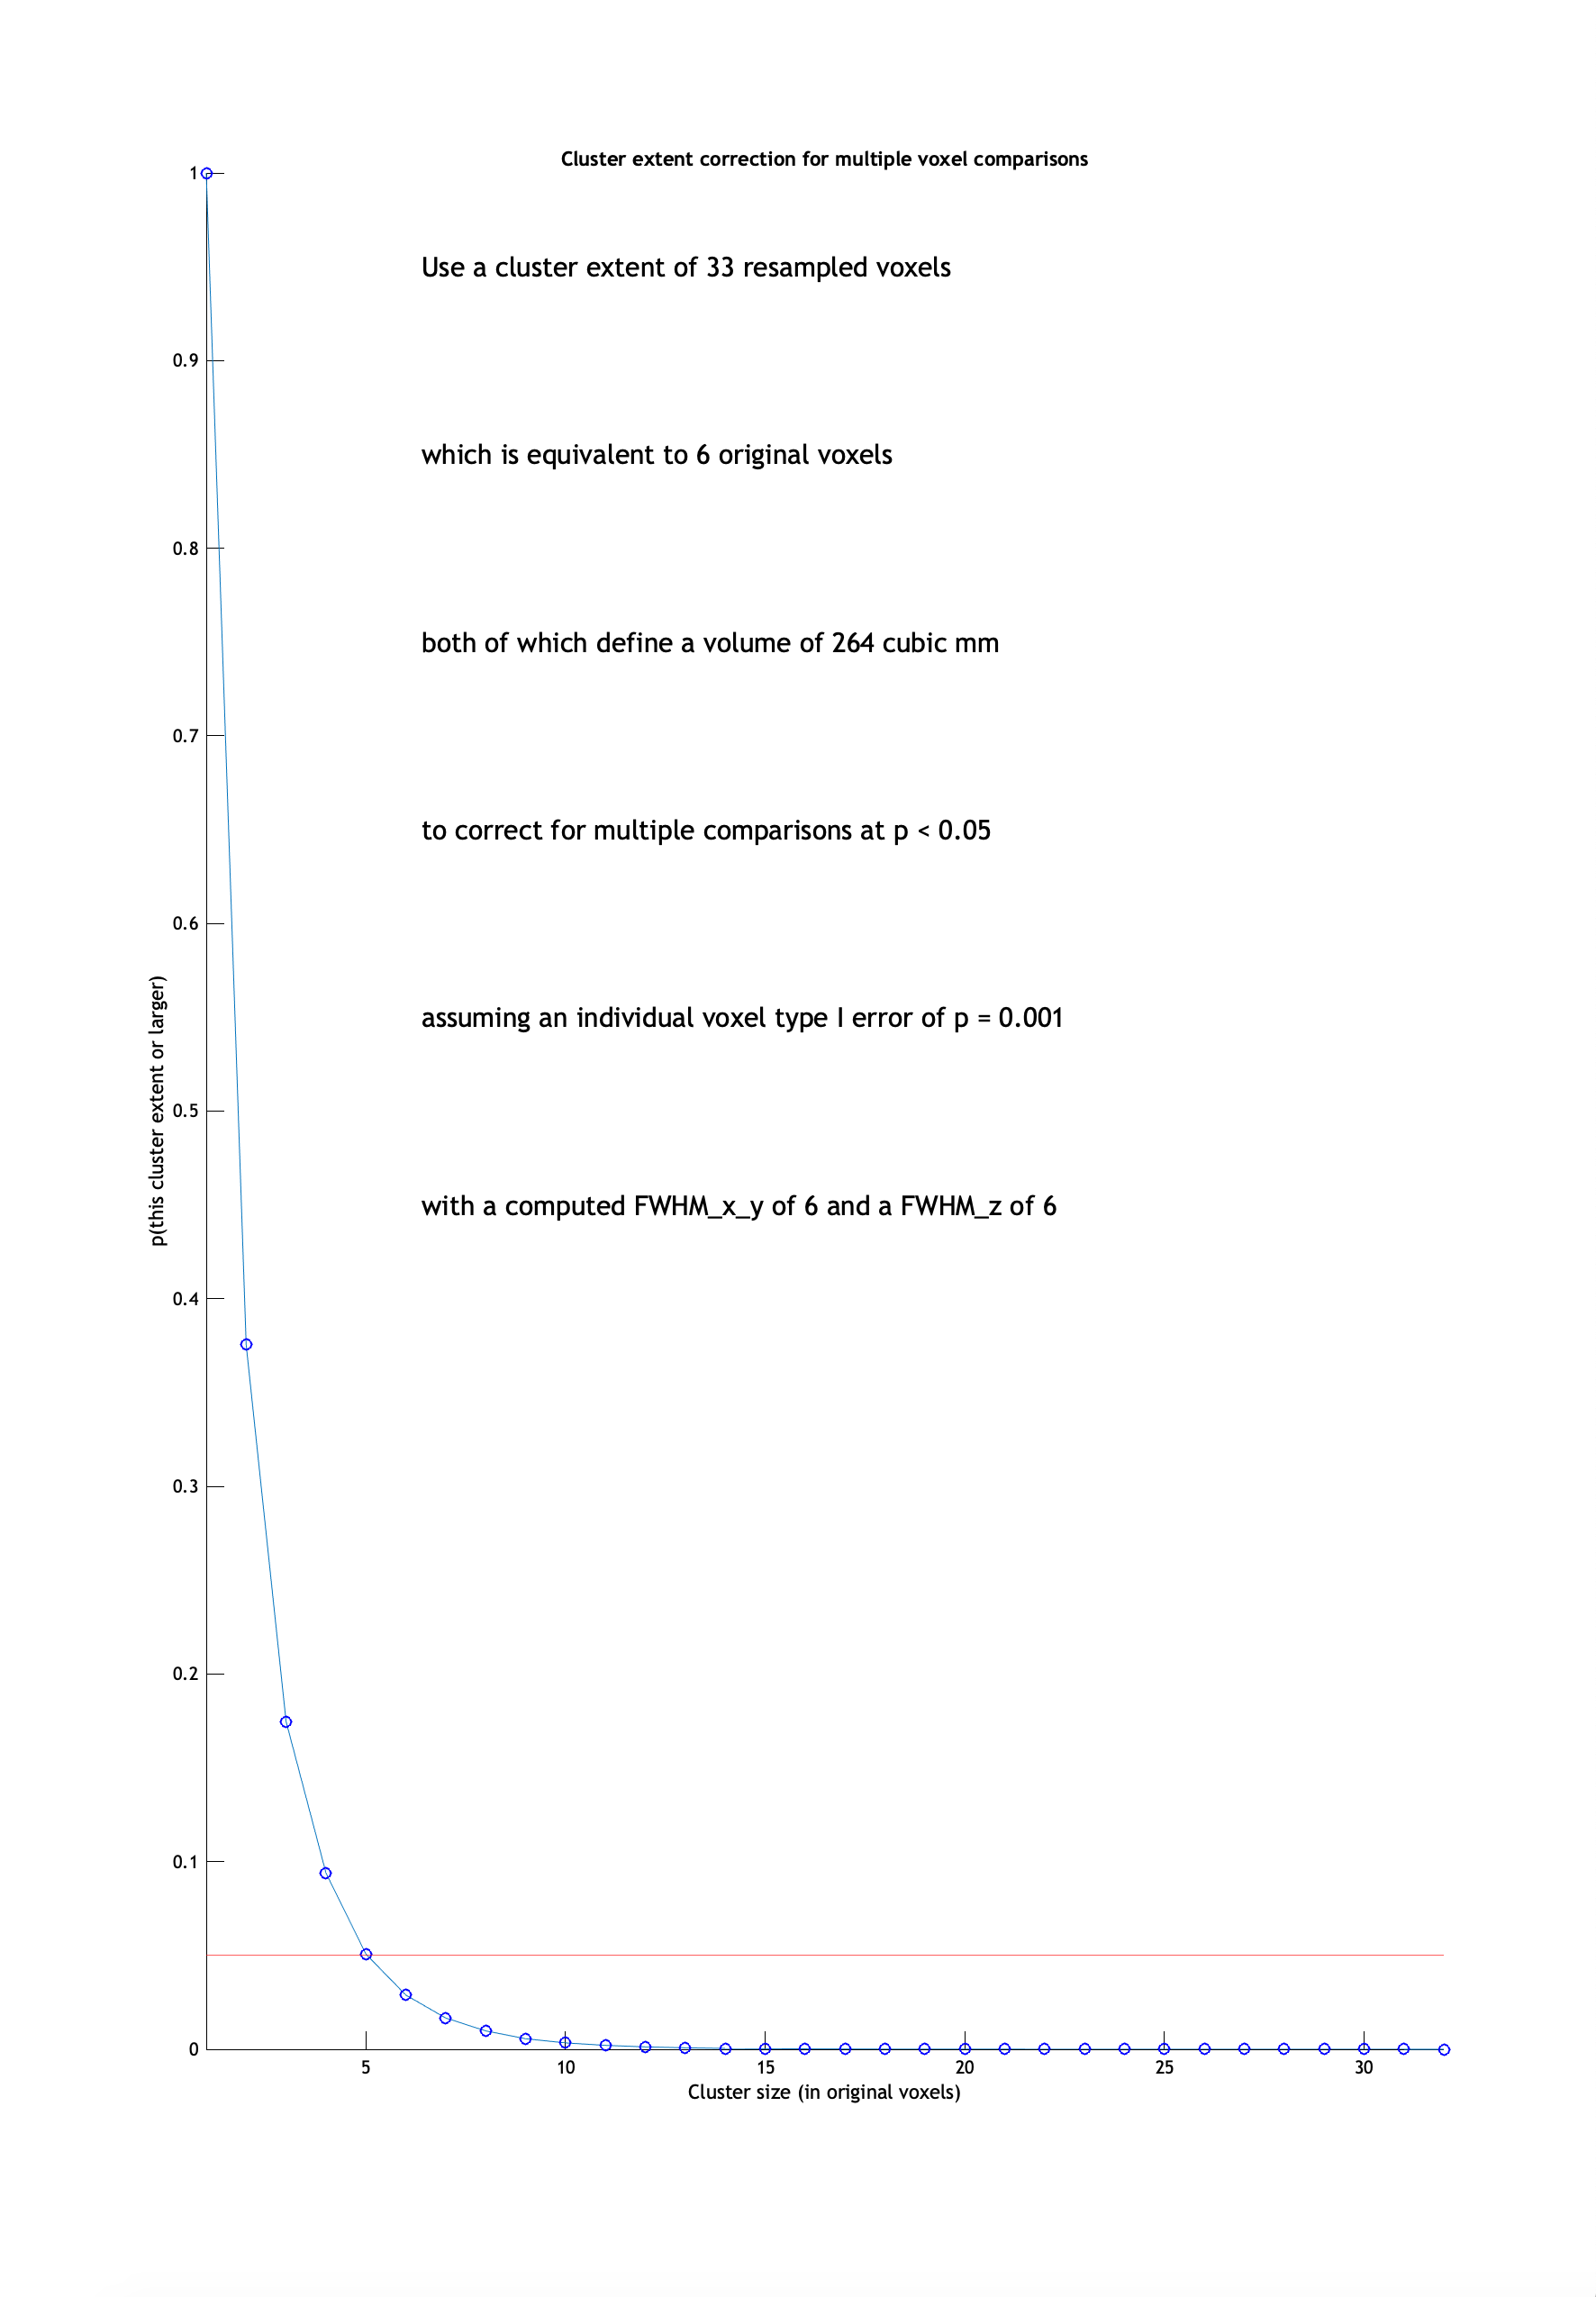 Cluster extent correction for multiple voxel comparisons
1
Use a cluster extent of 33 resampled voxels
0.9
which is equivalent to 6 original voxels
0.8
both of which define a volume of 264 cubic mm
0.7
to correct for multiple comparisons at p < 0.05
0.6
assuming an individual voxel type I error of p = 0.001
0.5
with a computed FWHM_x_y of 6 and a FWHM_z of 6
p(this cluster extent or larger)
0.4
0.3
0.2
0.1
0
5 10 15 20 25 30
Cluster size (in original voxels)